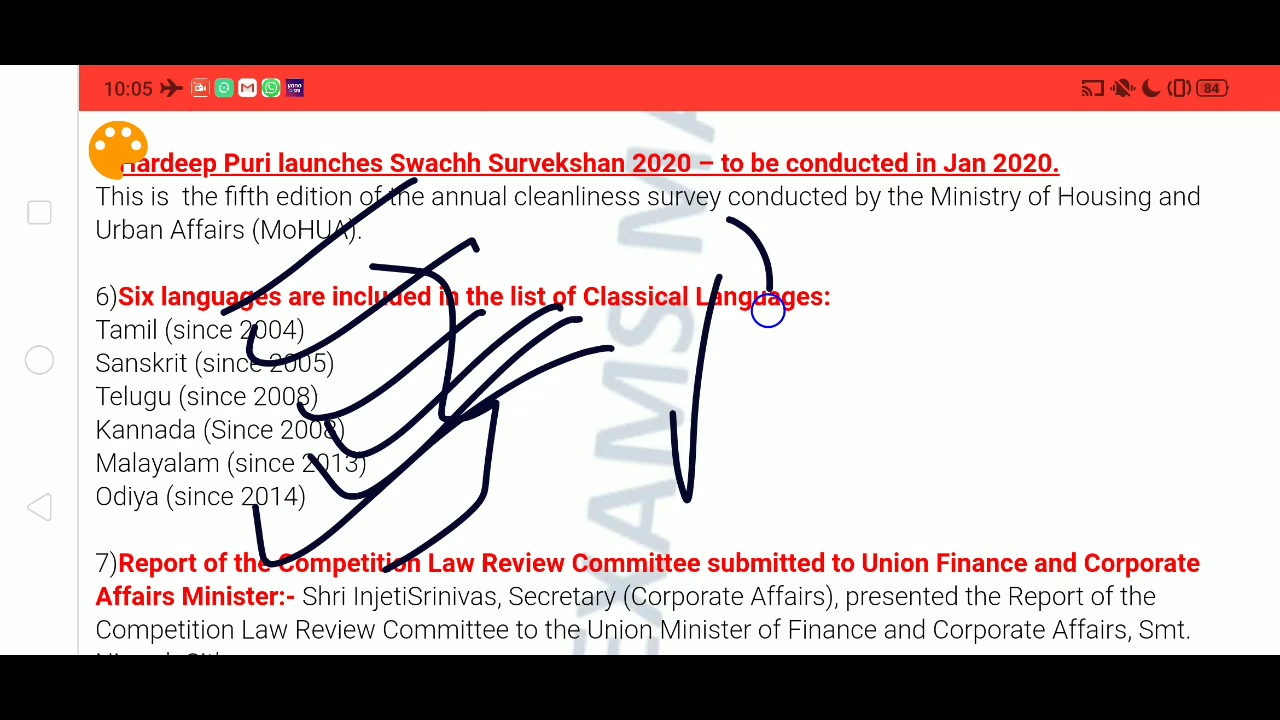 10:05
84
Hardeep Puri launches Swachh Survekshan 2020 – to be conducted in Jan 2020.
This is the fifth edition of the annual cleanliness survey conducted by the Ministry of Housing and
Urban Affairs (MoHUA).
6)Six languages are included in the list of Classical Languages:
Tamil (since 2004)
Sanskrit (since 2005)
Telugu (since 2008)
Kannada (Since 2008)
Malayalam (since 2013)
Odiya (since 2014)
7)Report of the Competition Law Review Committee submitted to Union Finance and Corporate
Affairs Minister:- Shri InjetiSrinivas, Secretary (Corporate Affairs), presented the Report of the
Competition Law Review Committee to the Union Minister of Finance and Corporate Affairs, Smt.
EXAMS